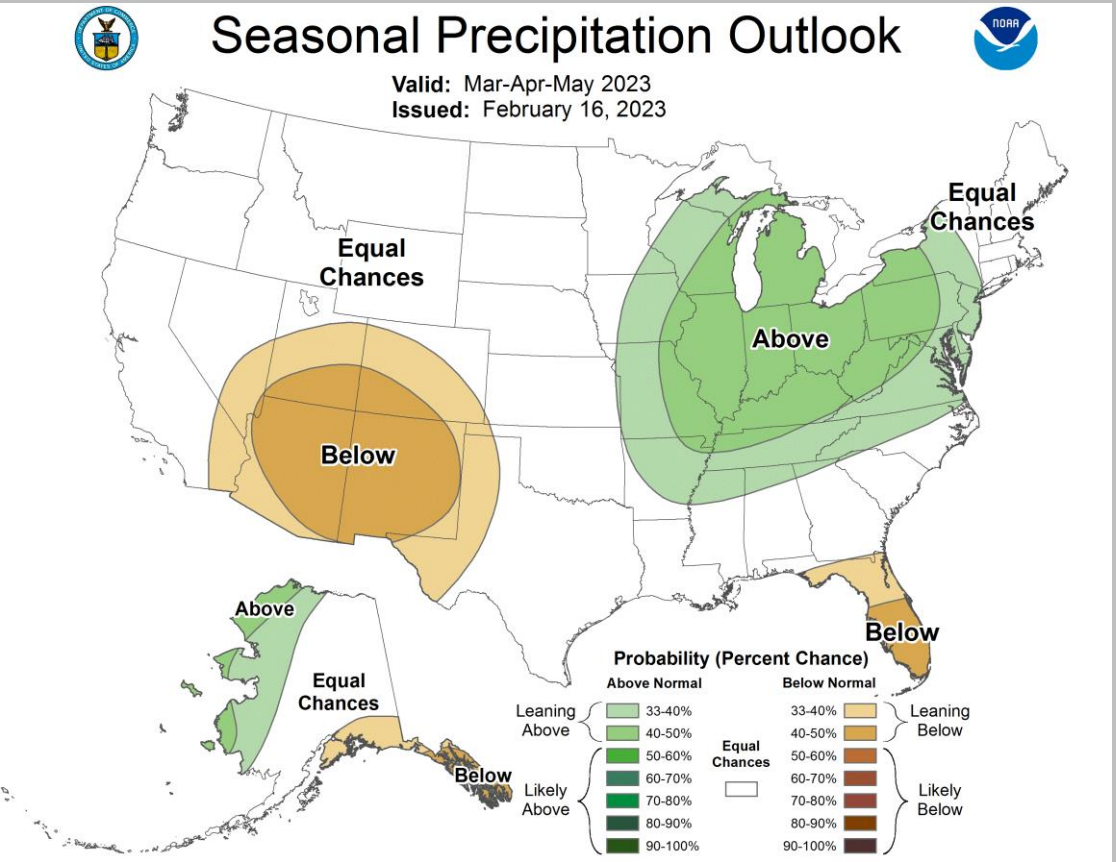 Seasonal Precipitation Outlook
NOAA
Valid: Mar-Apr-May 2023
Issued: February 16, 2023
Equal
Chances
Equal
Chances
Above
Below
Above
Equal
Chances
Below
Below
Probability (Percent Chance)
Above Normal
Below Normal
Leaning
Above
33-40%
40-50%
Likely
Above
50-60%
60-70%
70-80%
80-90%
90-100%
Equal
Chances
33-40%
40-50%
Leaning
Below
50-60%
60-70%
70-80%
80-90%
90-100%
Likely
Below